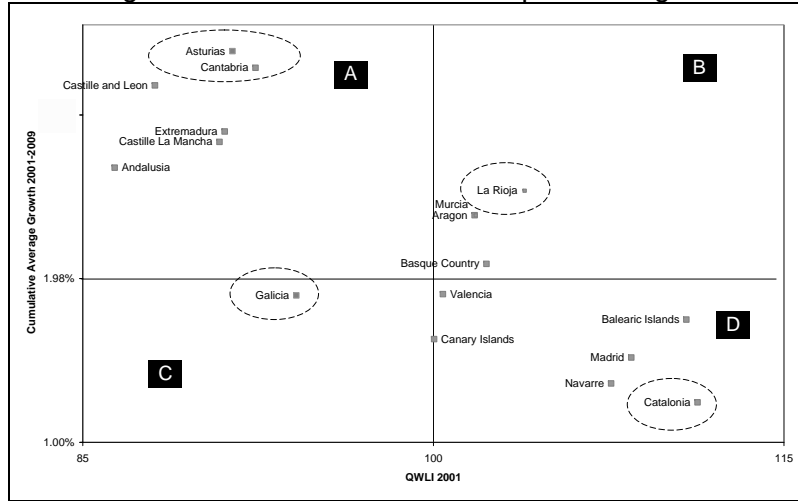 Asturias
A
B
Cantabria
Castille and Leon
Extremadura
Castille La Mancha
Andalusia
La Rioja
Murcia
Aragon
Basque Country
Cumulative Average Growth 2001-2009
1.98%
Galicia
Valencia
Balearic Islands
D
Canary Islands
Madrid
C
Navarre
Catalonia
1.00%
85
100
115
QWLI 2001